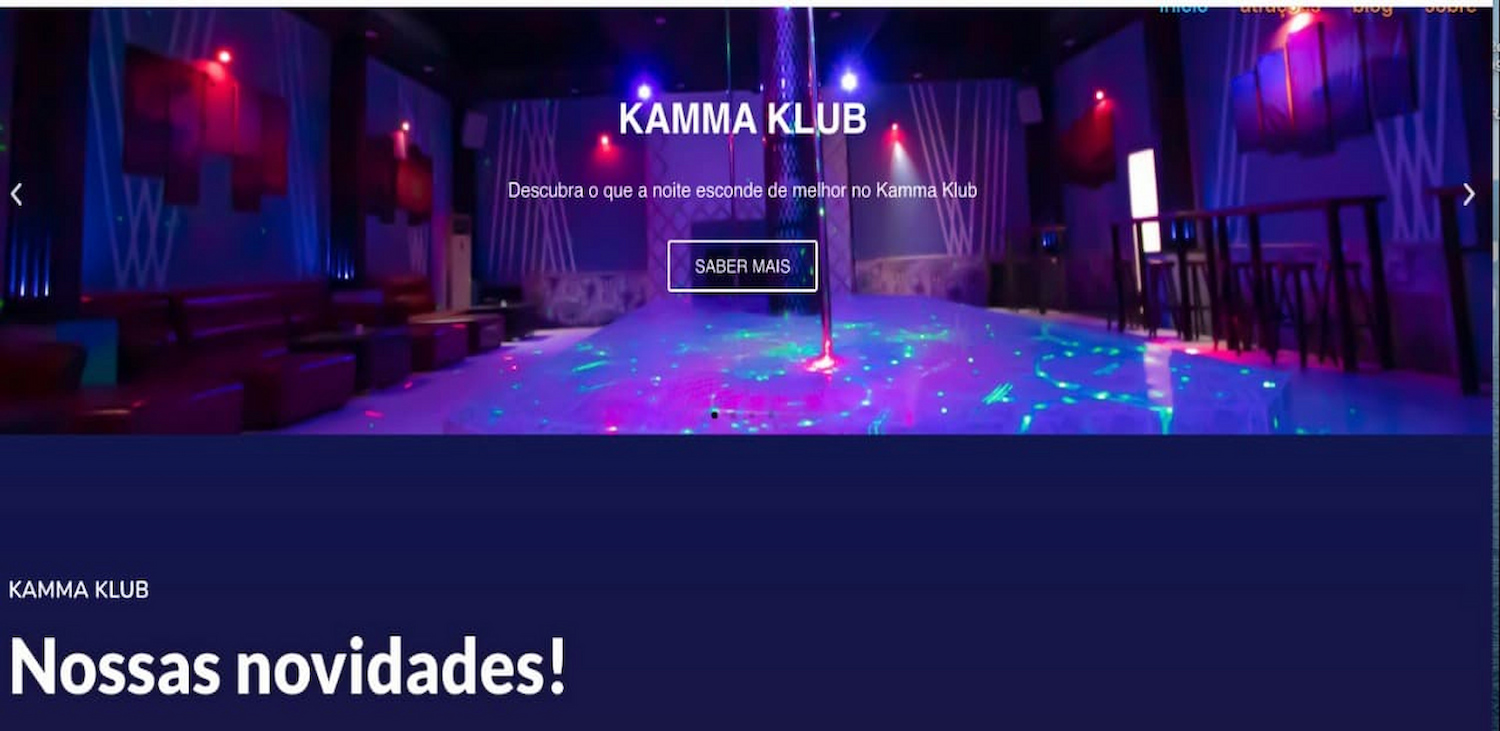 início atrações blog sobre
KAMMA KLUB
Descubra o que a noite esconde de melhor no Kamma Klub
SABER MAIS
KAMMA KLUB
Nossas novidades!